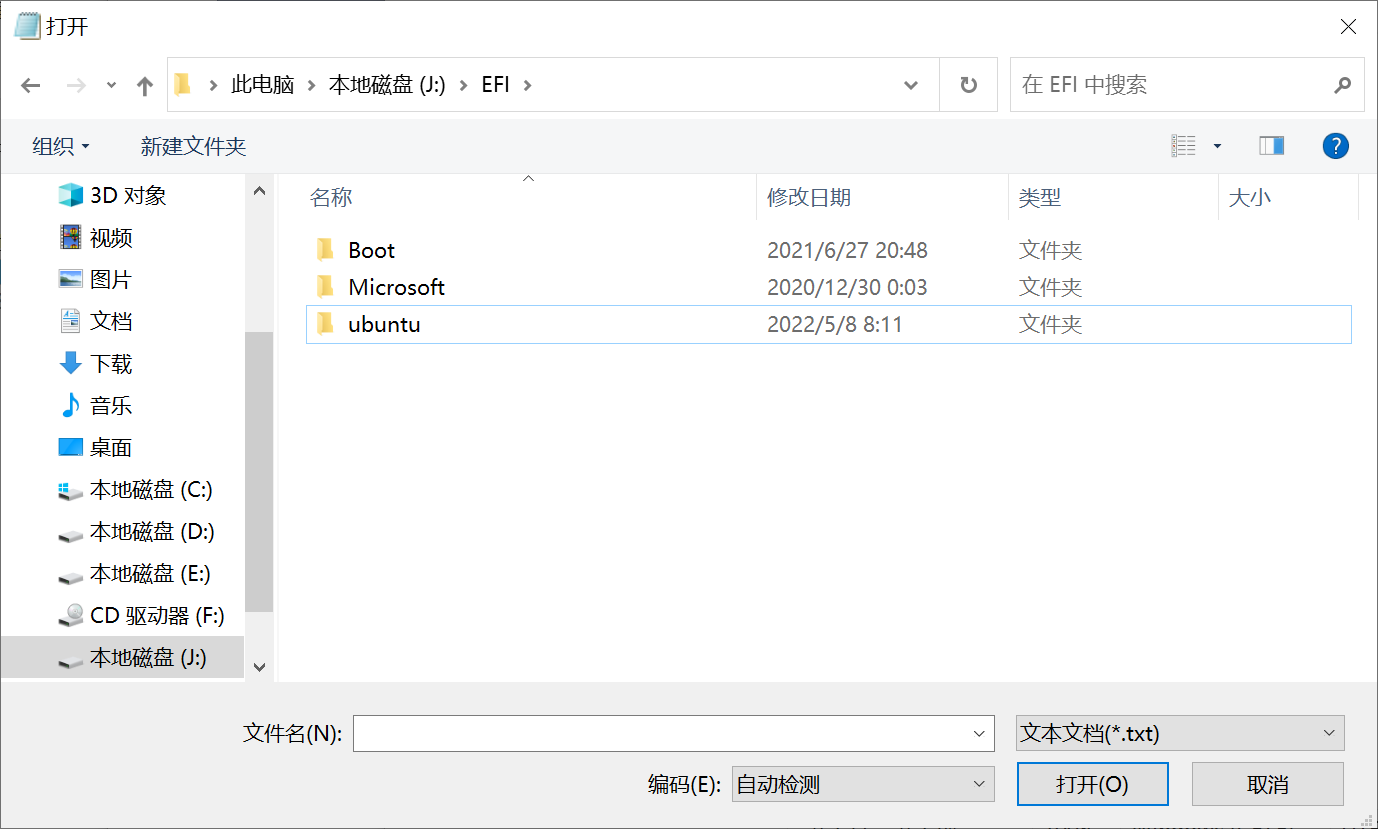 打开
此电脑 本地磁盘 (J:) EFI
在 EFI 中搜索
组织
新建文件夹
?
3D 对象
视频
图片
文档
下载
音乐
桌面
本地磁盘 (C:)
本地磁盘 (D:)
本地磁盘 (E:)
CD 驱动器 (F:)
本地磁盘 (J:)
名称 修改日期 类型 大小
Boot 2021/6/27 20:48 文件夹
Microsoft 2020/12/30 0:03 文件夹
ubuntu 2022/5/8 8:11 文件夹
文件名(N):
文本文档(*.txt)
编码(E): 自动检测
打开(O) 取消